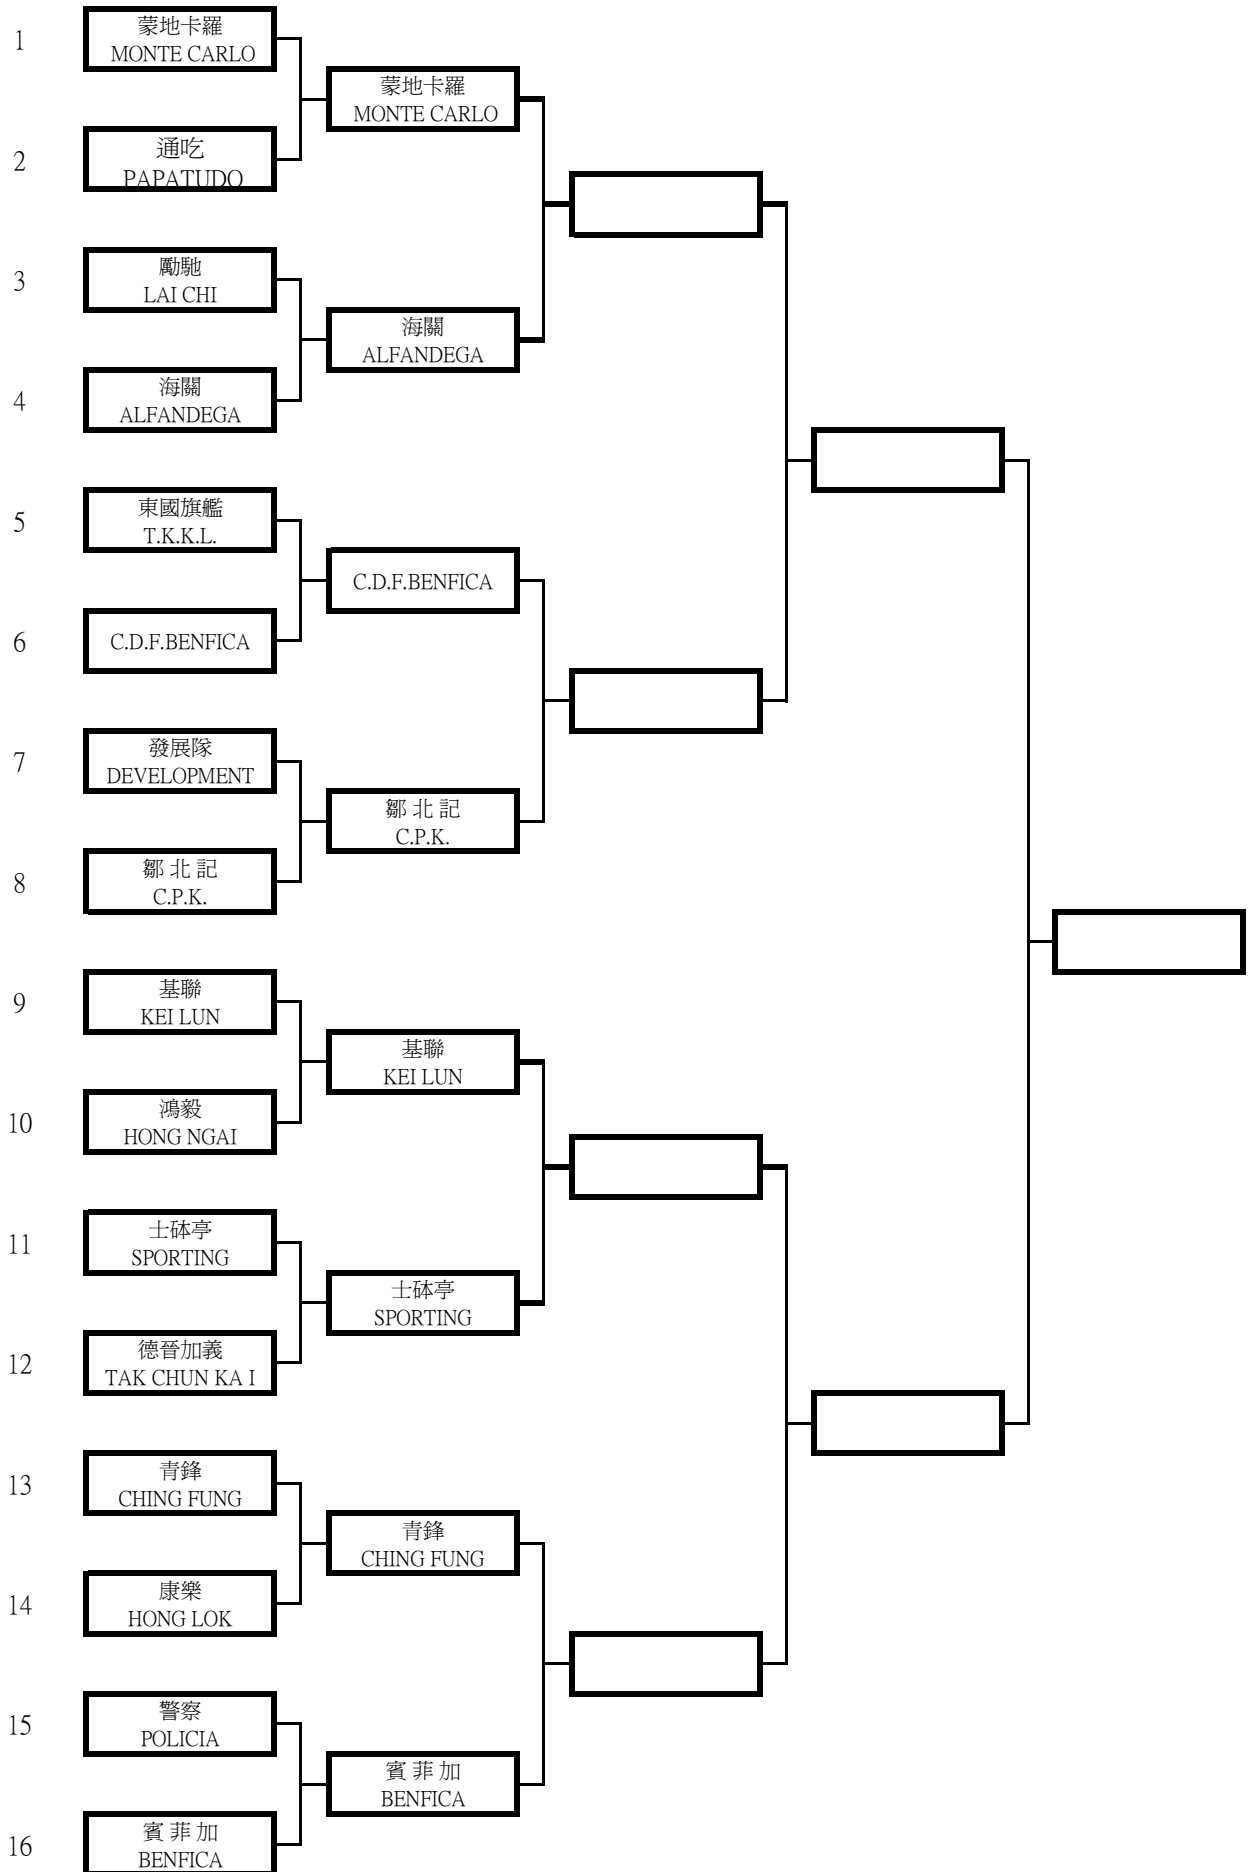 1
蒙地卡羅
MONTE CARLO
蒙地卡羅
MONTE CARLO
2
通吃
PAPATUDO
3
勵馳
LAI CHI
海關
ALFANDEGA
4
海關
ALFANDEGA
5
東國旗艦
T.K.K.L.
C.D.F.BENFICA
6
C.D.F.BENFICA
7
發展隊
DEVELOPMENT
鄒北記
C.P.K.
8
鄒北記
C.P.K.
9
基聯
KEI LUN
基聯
KEI LUN
10
鴻毅
HONG NGAI
11
士砵亭
SPORTING
士砵亭
SPORTING
12
德晉加義
TAK CHUN KA I
13
青鋒
CHING FUNG
青鋒
CHING FUNG
14
康樂
HONG LOK
15
警察
POLICIA
賓菲加
BENFICA
16
賓菲加
BENFICA